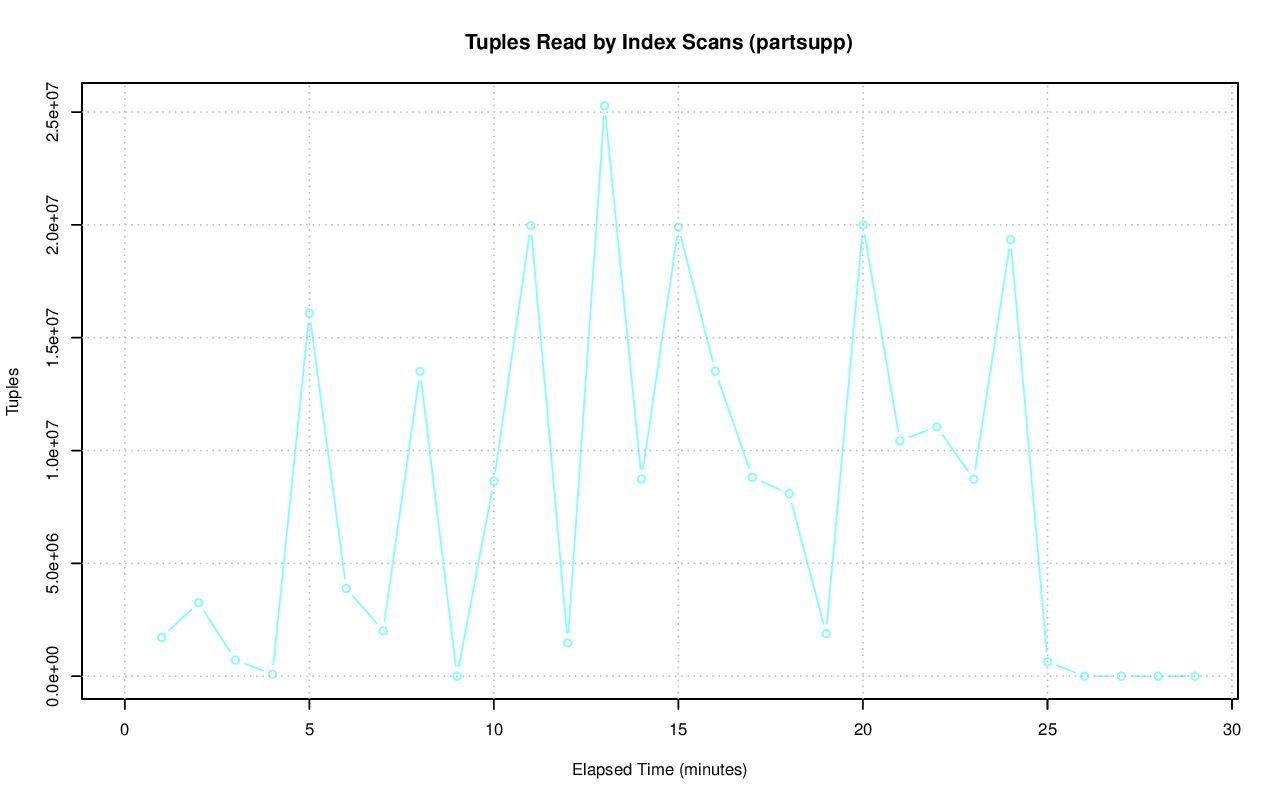 Tuples Read by Index Scans (partsupp)
2.5e+07
2.0e+07
1.5e+07
1.0e+07
5.0e+06
0.0e+00
Tuples
0 5 10 15 20 25 30
Elapsed Time (minutes)